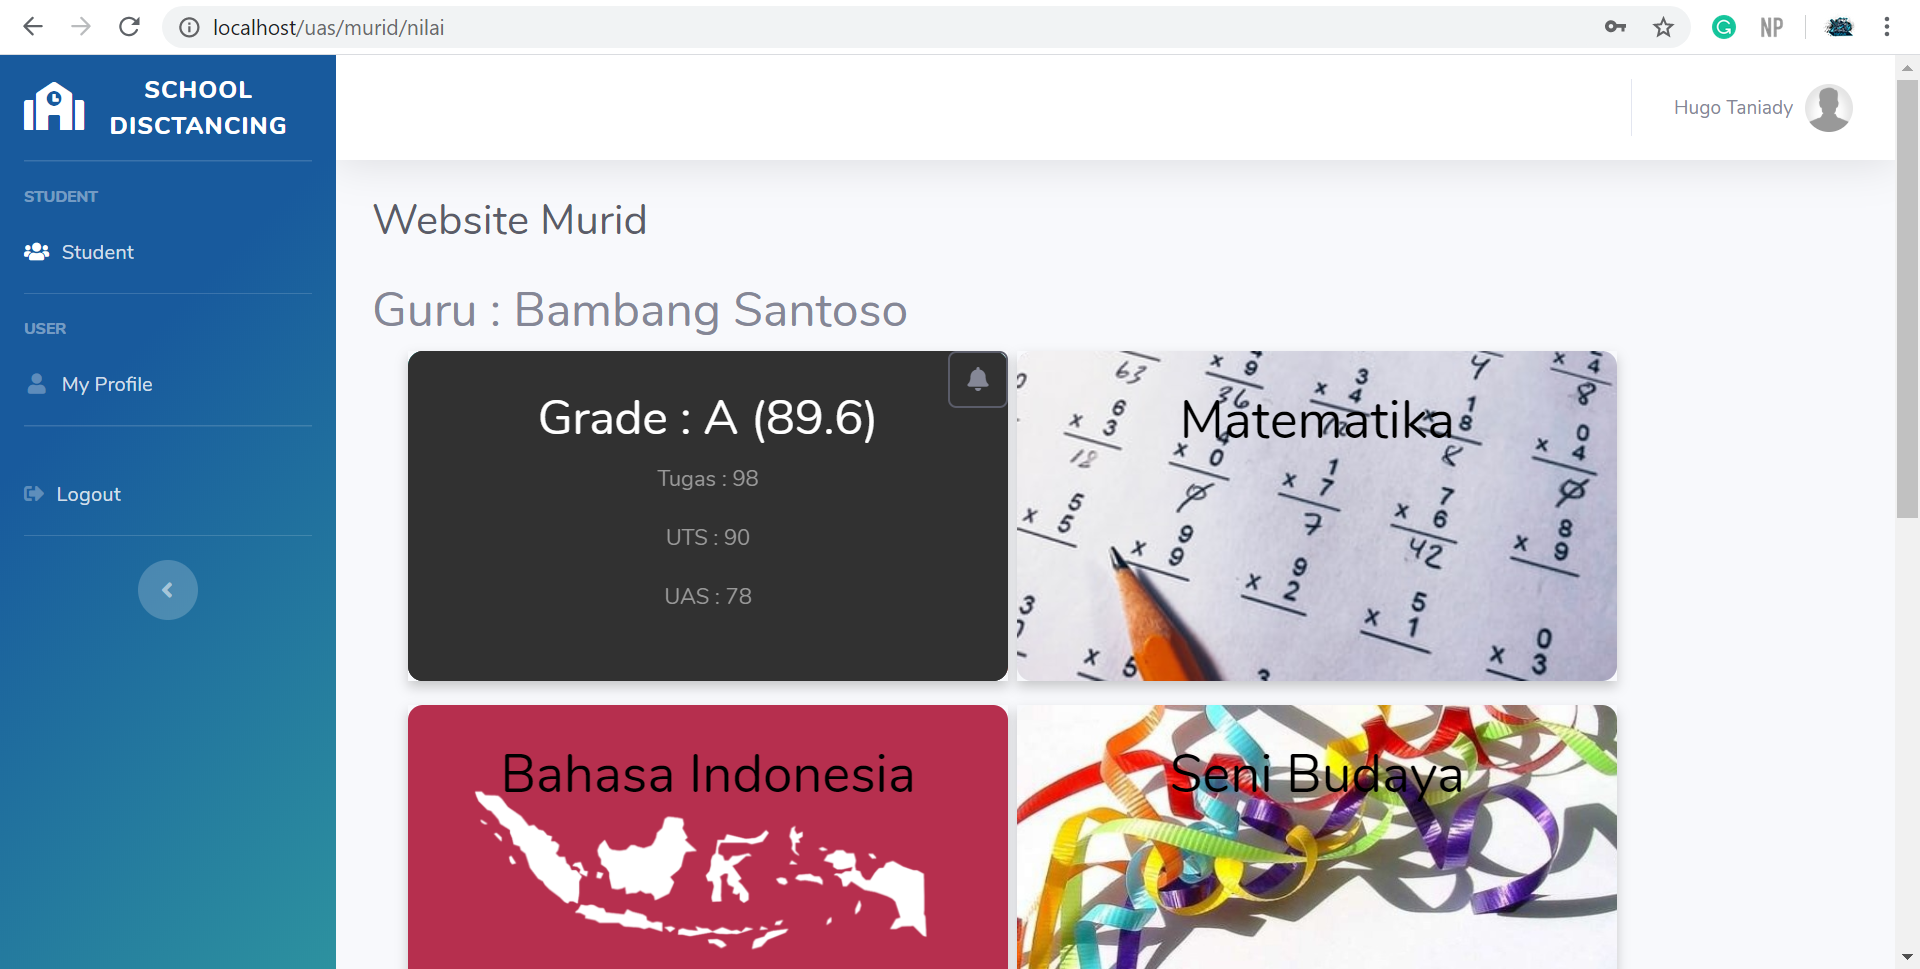 localhost/uas/murid/nilai
NP
SCHOOL
DISCTANCING
Hugo Taniady
STUDENT
Student
USER
My Profile
Logout
Website Murid
Guru : Bambang Santoso
Grade : A (89.6)
Tugas : 98
UTS : 90
UAS : 78
Matematika
Bahasa Indonesia
Seni Budaya